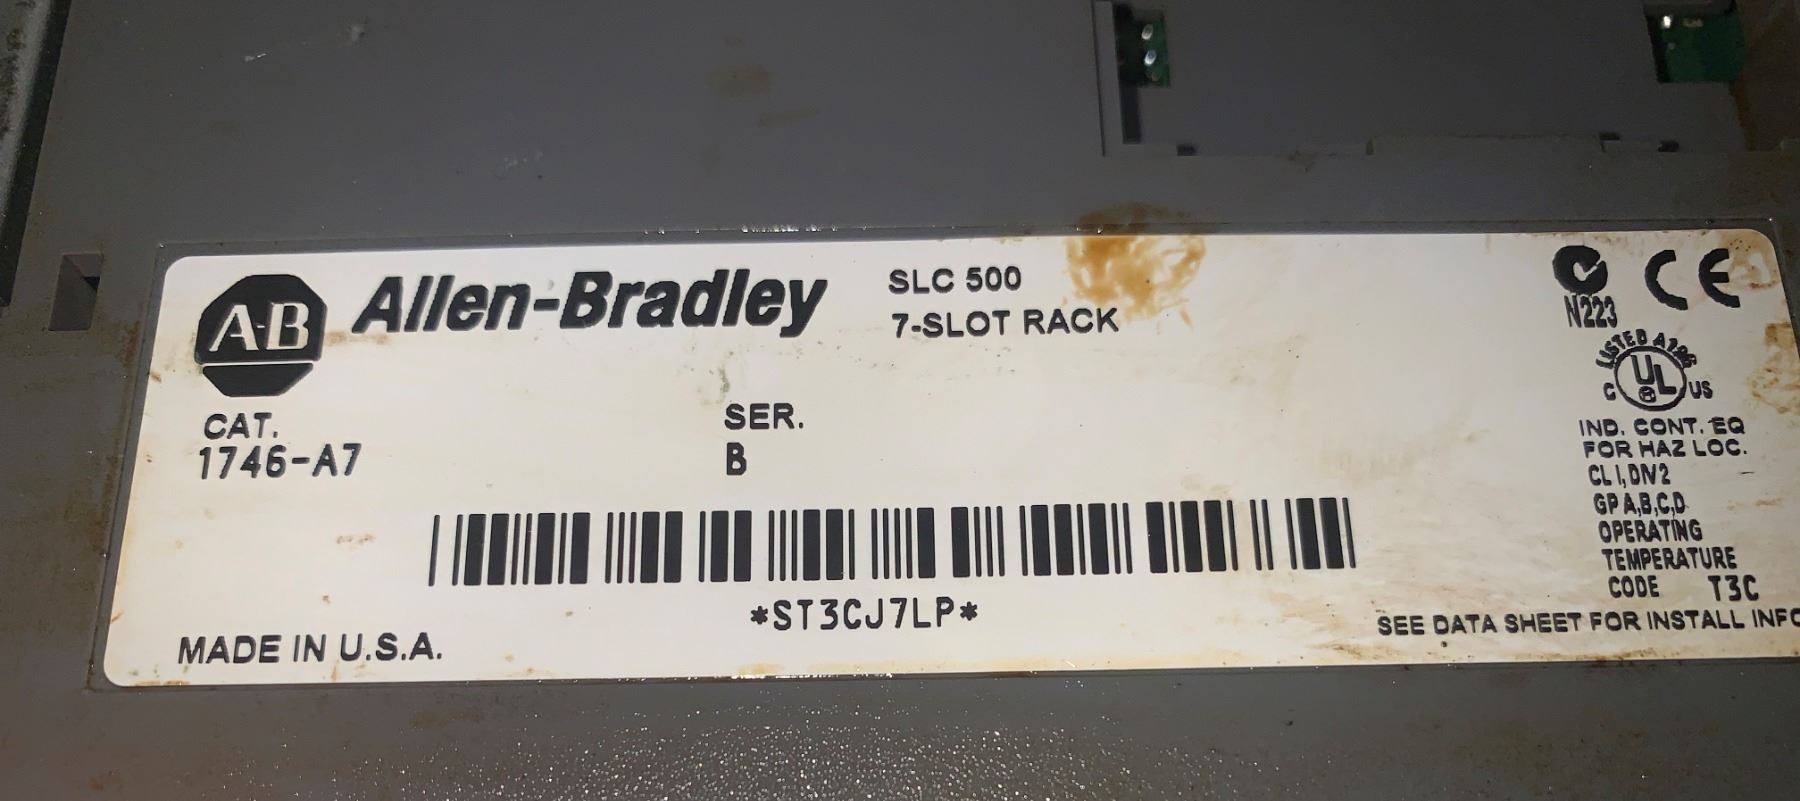 A-B Allen-Bradley
SLC 500
7-SLOT RACK
CAT.
1746-A7
SER.
B
*ST3CJ7LP*
MADE IN U.S.A.
N223
CE
LISTED
C UL US
IND. CONT. EQ
FOR HAZ LOC.
CL I, DIV 2
GP A,B,C,D
OPERATING
TEMPERATURE
CODE T3C
SEE DATA SHEET FOR INSTALL INFO